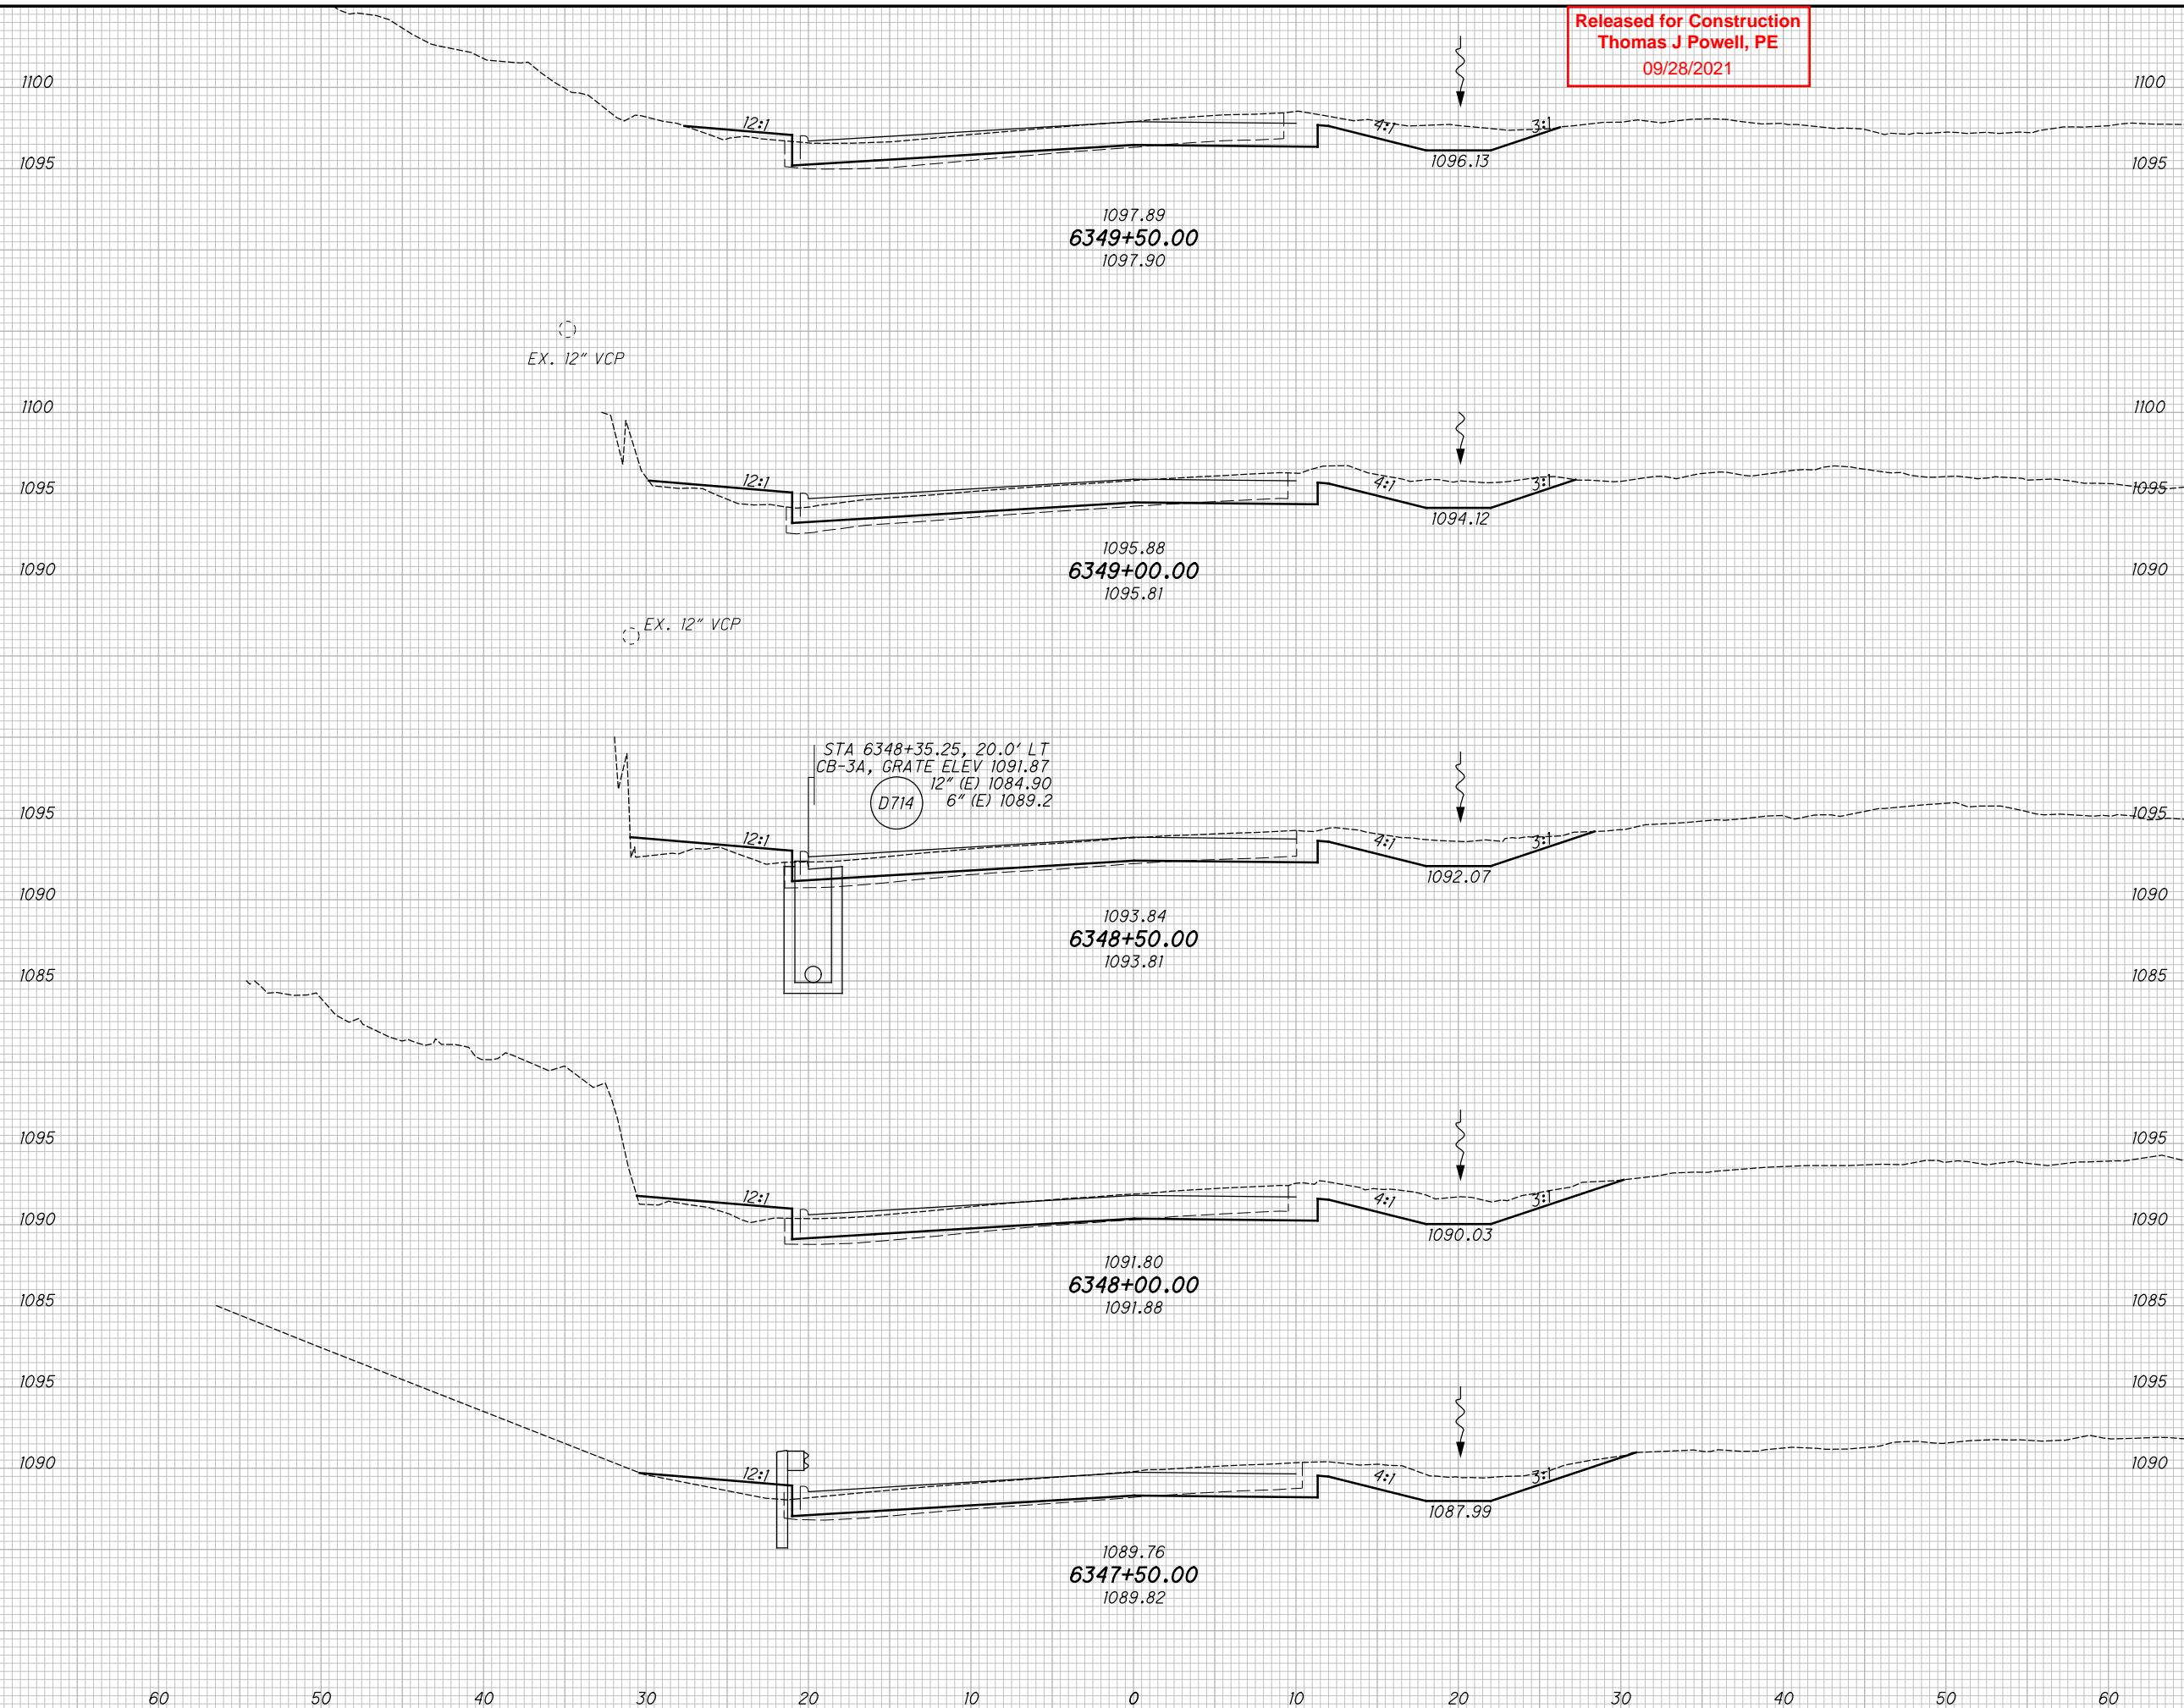 Released for Construction
Thomas J Powell, PE
09/28/2021
1100 1100
12:1 4:1 3:1
1095 1096.13 1095
1097.89
6349+50.00
1097.90
EX. 12" VCP
1100 1100
12:1 4:1 3:1
1095 1095
1094.12
1095.88
1090 6349+00.00 1090
1095.81
EX. 12" VCP
STA 6348+35.25, 20.0' LT
CB-3A, GRATE ELEV 1091.87
12" (E) 1084.90
D714 6" (E) 1089.2
1095 1095
12:1 4:1 3:1
1092.07
1090 1090
1093.84
6348+50.00
1093.81
1085 1085
1095 1095
12:1 4:1 3:1
1090 1090
1090.03
1091.80
6348+00.00
1085 1091.88 1085
1095 1095
1090 1090
12:1 4:1 3:1
1087.99
1089.76
6347+50.00
1089.82
60 50 40 30 20 10 0 10 20 30 40 50 60